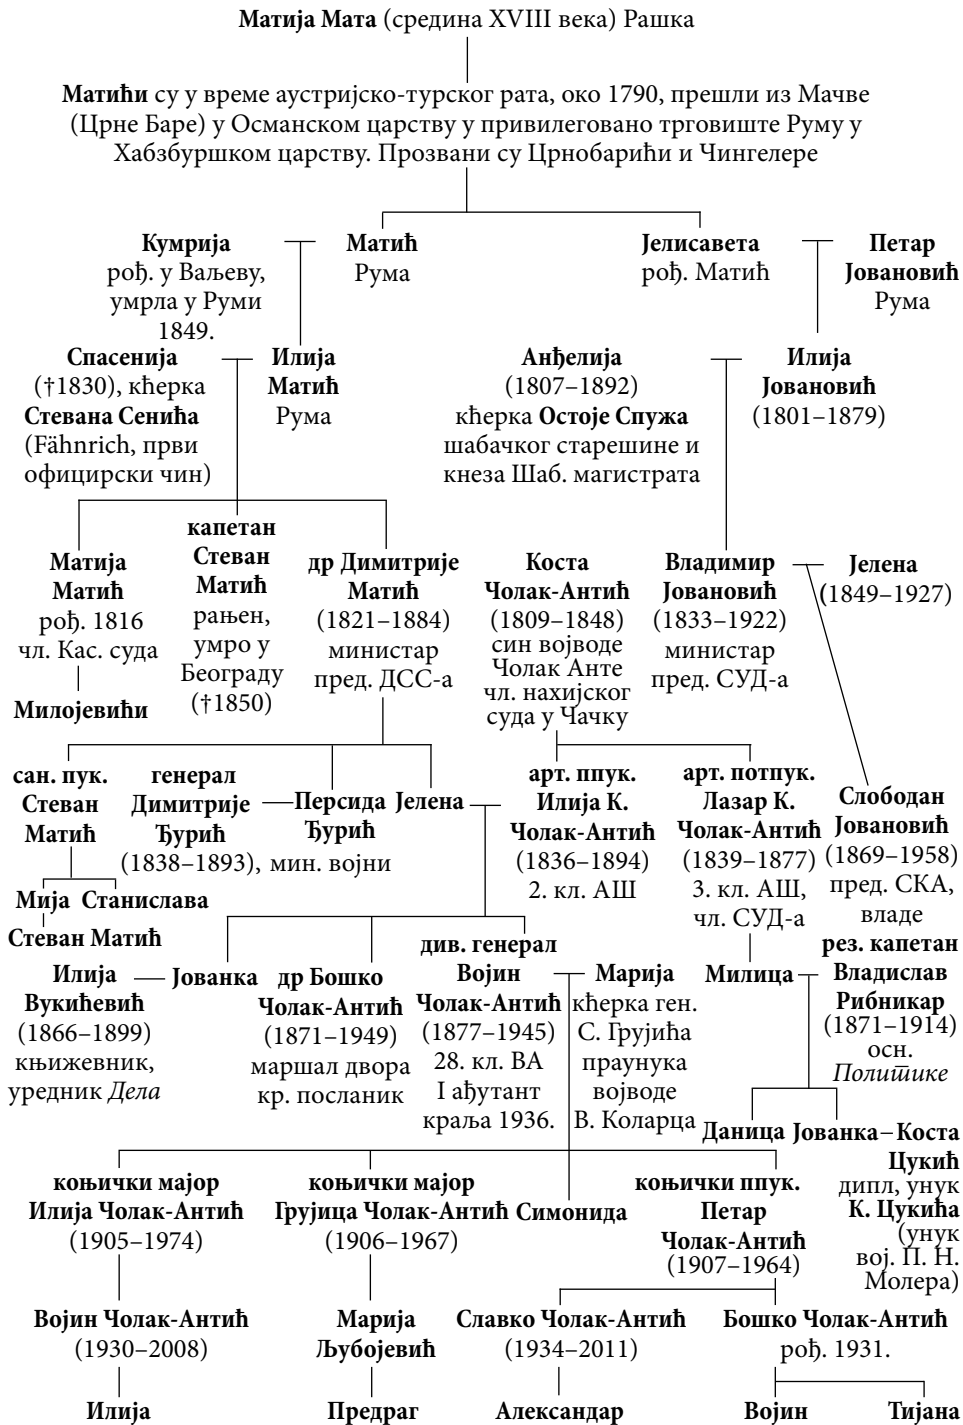 Матија Мата (средина XVIII века) Рашка
Матићи су у време аустријско-турског рата, око 1790, прешли из Мачве
(Црне Баре) у Османском царству у привилеговано трговиште Руму у
Хабзбуршком царству. Прозвани су Црнобарићи и Чингелере
Кумрија
рођ. у Ваљеву,
умрла у Руми
1849.
Матић
Рума
Јелисавета
рођ. Матић
Петар
Јовановић
Рума
Спасенија
(†1830), кћерка
Стевана Сенића
(Fähnrich, први
официрски чин)
Илија
Матић
Рума
Анђелија
(1807–1892)
кћерка Остоје Спужа
шабачког старешине и
кнеза Шаб. магистрата
Илија
Јовановић
(1801–1879)
Матија
Матић
рођ. 1816
чл. Кас. суда
Милојевићи
капетан
Стеван
Матић
рањен,
умро у
Београду
(†1850)
др Димитрије
Матић
(1821–1884)
министар
пред. ДСС-а
Коста
Чолак-Антић
(1809–1848)
син војводе
Чолак Анте
чл. нахијског
суда у Чачку
Владимир
Јовановић
(1833–1922)
министар
пред. СУД-а
Јелена
(1849–1927)
сан. пук.
Стеван
Матић
генерал
Димитрије
Ђурић
(1838–1893), мин. војни
Персида
Ђурић
Јелена
арт. ппук.
Илија К.
Чолак-Антић
(1836–1894)
2. кл. АШ
арт. потпук.
Лазар К.
Чолак-Антић
(1839–1877)
3. кл. АШ,
чл. СУД-а
Слободан
Јовановић
(1869–1958)
пред. СКА,
владе
Мија Станислава
Стеван Матић
Илија
Вукићевић
(1866–1899)
књижевник,
уредник Дела
Јованка
др Бошко
Чолак-Антић
(1871–1949)
маршал двора
кр. посланик
див. генерал
Војин
Чолак-Антић
(1877–1945)
28. кл. ВА
I ађутант
краља 1936.
Марија
кћерка ген.
С. Грујића
праунука
војводе
В. Коларца
Милица
рез. капетан
Владислав
Рибникар
(1871–1914)
осн.
Политике
Даница Јованка–Коста
Цукић
дипл, унук
К. Цукића
(унук
вој. П. Н.
Молера)
коњички мајор
Илија Чолак-Антић
(1905–1974)
коњички мајор
Грујица Чолак-Антић
(1906–1967)
Симонида
коњички ппук.
Петар
Чолак-Антић
(1907–1964)
Војин Чолак-Антић
(1930–2008)
Марија
Љубојевић
Славко Чолак-Антић
(1934–2011)
Бошко Чолак-Антић
рођ. 1931.
Илија
Предраг
Александар
Војин
Тијана